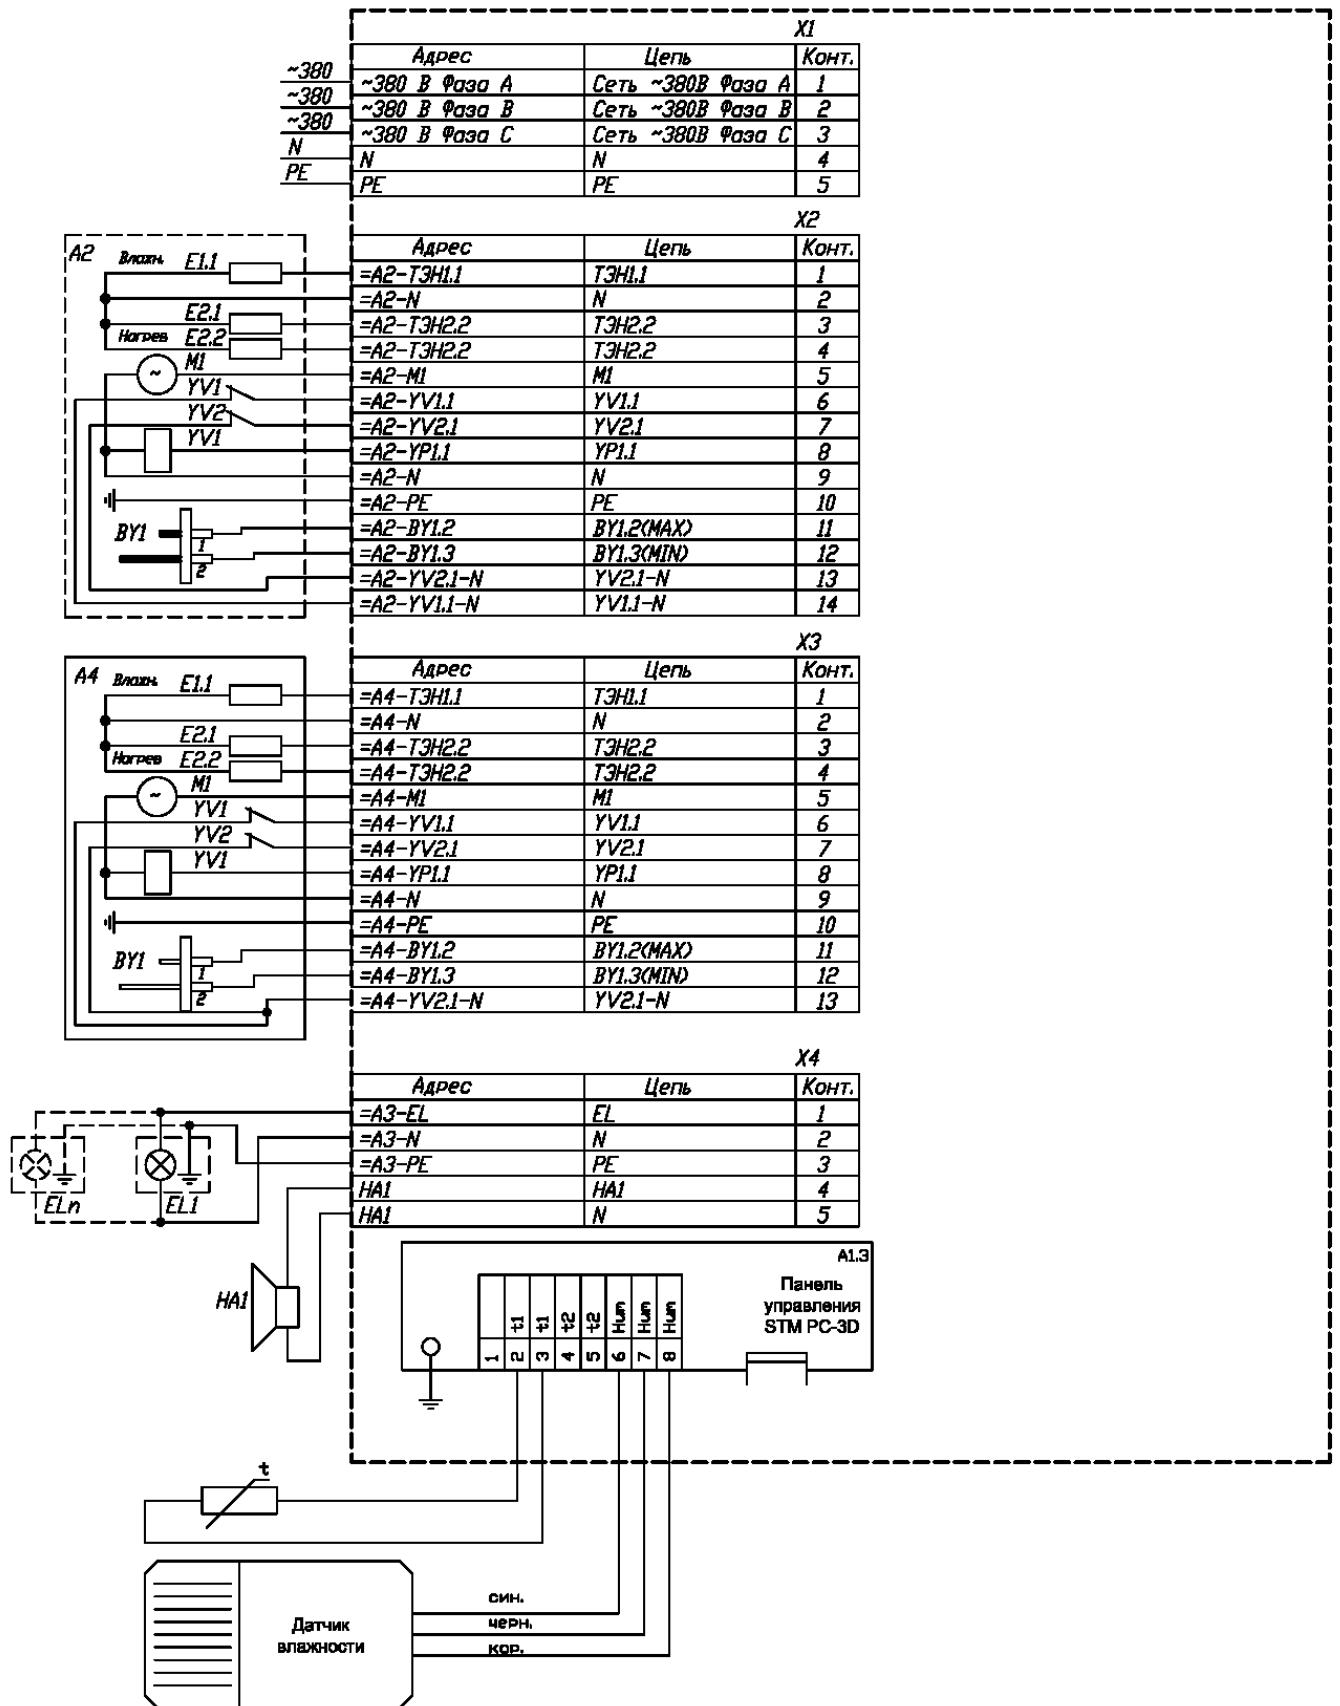 X1
Адрес Цепь Конт.
~380 ~380 В Фаза А Сеть ~380В Фаза А 1
~380 ~380 В Фаза В Сеть ~380В Фаза В 2
~380 ~380 В Фаза С Сеть ~380В Фаза С 3
N N N 4
PE PE PE 5
X2
A2 Адрес Цепь Конт.
Влажн. E1.1 =A2-ТЭН1.1 ТЭН1.1 1
=A2-N N 2
E2.1 =A2-ТЭН2.2 ТЭН2.2 3
Нагрев E2.2 =A2-ТЭН2.2 ТЭН2.2 4
~ M1 =A2-M1 M1 5
YV1 =A2-YV1.1 YV1.1 6
YV2 =A2-YV2.1 YV2.1 7
YV1 =A2-YP1.1 YP1.1 8
=A2-N N 9
=A2-PE PE 10
BY1 1 =A2-BY1.2 BY1.2(MAX) 11
2 =A2-BY1.3 BY1.3(MIN) 12
=A2-YV2.1-N YV2.1-N 13
=A2-YV1.1-N YV1.1-N 14
X3
A4 Адрес Цепь Конт.
Влажн. E1.1 =A4-ТЭН1.1 ТЭН1.1 1
=A4-N N 2
E2.1 =A4-ТЭН2.2 ТЭН2.2 3
Нагрев E2.2 =A4-ТЭН2.2 ТЭН2.2 4
~ M1 =A4-M1 M1 5
YV1 =A4-YV1.1 YV1.1 6
YV2 =A4-YV2.1 YV2.1 7
YV1 =A4-YP1.1 YP1.1 8
=A4-N N 9
=A4-PE PE 10
BY1 1 =A4-BY1.2 BY1.2(MAX) 11
2 =A4-BY1.3 BY1.3(MIN) 12
=A4-YV2.1-N YV2.1-N 13
X4
Адрес Цепь Конт.
=A3-EL EL 1
=A3-N N 2
=A3-PE PE 3
HA1 HA1 4
HA1 N 5
ELn EL1
HA1
A1.3
Панель
управления
STM PC-3D
t1 t1 t2 t2 Hum Hum Hum
1 2 3 4 5 6 7 8
t
Датчик
влажности
син.
черн.
кор.